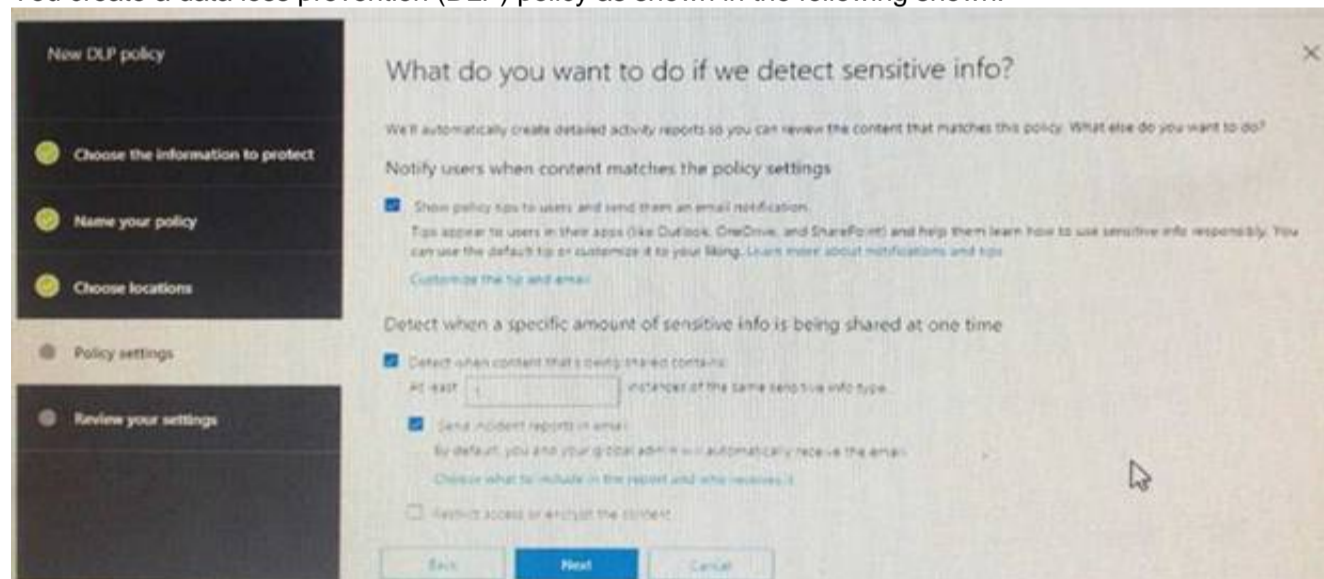 You create a data loss prevention (DLP) policy as shown in the following shown:
New DLP policy
Choose the information to protect
Name your policy
Choose locations
Policy settings
Review your settings
What do you want to do if we detect sensitive info?
We'll automatically create detailed activity reports so you can review the content that matches this policy. What else do you want to do?
Notify users when content matches the policy settings
Show policy tips to users and send them an email notification.
Tips appear to users in their apps (like Outlook, OneDrive, and SharePoint) and help them learn how to use sensitive info responsibly. You
can use the default tip or customize it to your liking. Learn more about notifications and tips
Customize the tip and email
Detect when a specific amount of sensitive info is being shared at one time
Detect when content that's being shared contains:
At least 1 instances of the same sensitive info type.
Send incident reports in email
By default, you and your global admin will automatically receive the email.
Choose what to include in the report and who receives it
Restrict access or encrypt the content
Back
Next
Cancel